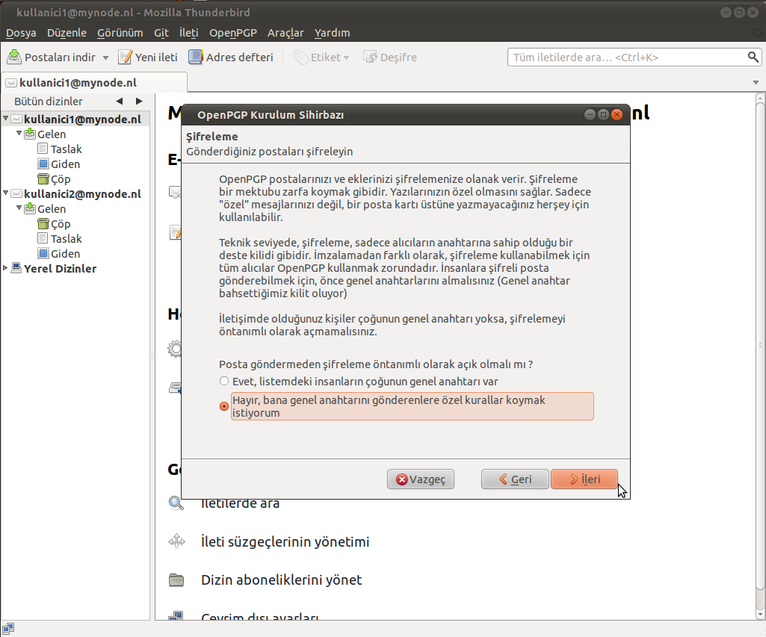 kullanici1@mynode.nl - Mozilla Thunderbird
Dosya Düzenle Görünüm Git İleti OpenPGP Araçlar Yardım
Postaları indir Yeni ileti Adres defteri Etiket Deşifre Tüm iletilerde ara… <Ctrl+K>
kullanici1@mynode.nl
Bütün dizinler
kullanici1@mynode.nl
Gelen
Taslak
Giden
Çöp
kullanici2@mynode.nl
Gelen
Çöp
Taslak
Giden
Yerel Dizinler
nl
OpenPGP Kurulum Sihirbazı
Şifreleme
Gönderdiğiniz postaları şifreleyin
OpenPGP postalarınızı ve eklerinizi şifrelemenize olanak verir. Şifreleme
bir mektubu zarfa koymak gibidir. Yazılarınızın özel olmasını sağlar. Sadece
"özel" mesajlarınızı değil, bir posta kartı üstüne yazmayacağınız herşey için
kullanılabilir.
Teknik seviyede, şifreleme, sadece alıcıların anahtarına sahip olduğu bir
deste kilidi gibidir. İmzalamadan farklı olarak, şifreleme kullanabilmek için
tüm alıcılar OpenPGP kullanmak zorundadır. İnsanlara şifreli posta
gönderebilmek için, önce genel anahtarlarını almalısınız (Genel anahtar
bahsettiğimiz kilit oluyor)
İletişimde olduğunuz kişiler çoğunun genel anahtarı yoksa, şifrelemeyi
öntanımlı olarak açmamalısınız.
Posta göndermeden şifreleme öntanımlı olarak açık olmalı mı ?
Evet, listemdeki insanların çoğunun genel anahtarı var
Hayır, bana genel anahtarını gönderenlere özel kurallar koymak
istiyorum
Vazgeç Geri İleri
İletilerde ara
İleti süzgeçlerinin yönetimi
Dizin aboneliklerini yönet
Çevrim dışı ayarları